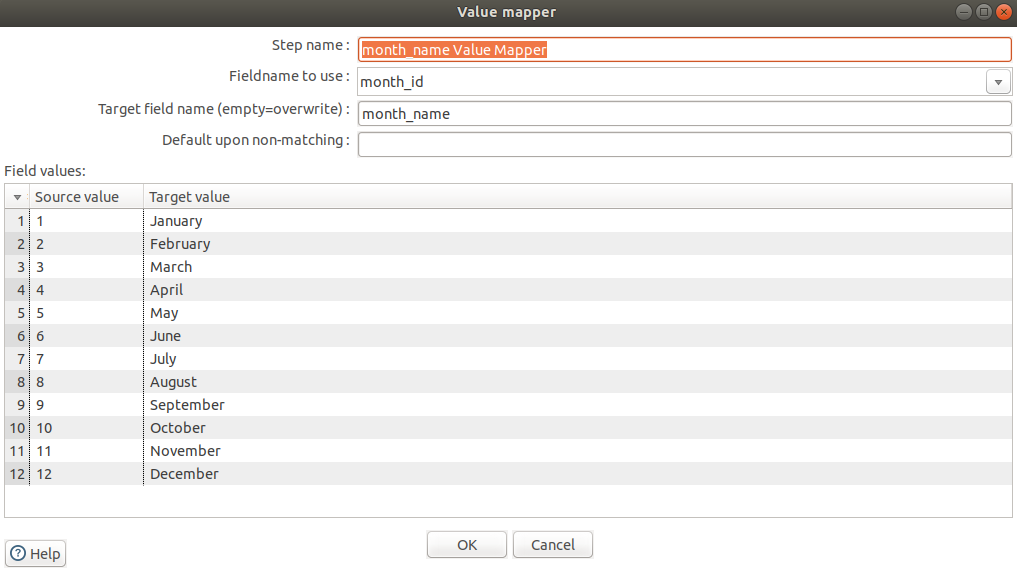 Value mapper
Step name :
month_name Value Mapper
Fieldname to use :
month_id
Target field name (empty=overwrite) :
month_name
Default upon non-matching :
Field values:
Source value Target value
1 1 January
2 2 February
3 3 March
4 4 April
5 5 May
6 6 June
7 7 July
8 8 August
9 9 September
10 10 October
11 11 November
12 12 December
Help
OK
Cancel